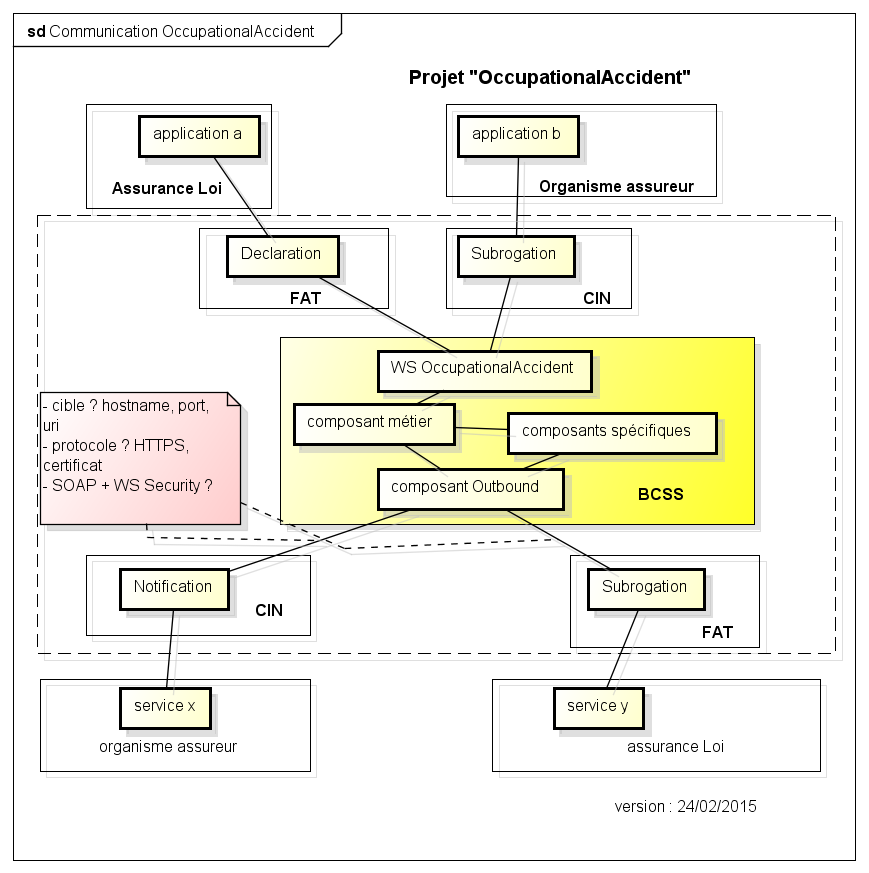 sd Communication OccupationalAccident
Projet "OccupationalAccident"
application a
Assurance Loi
application b
Organisme assureur
Declaration
FAT
Subrogation
CIN
WS OccupationalAccident
composant métier
composants spécifiques
composant Outbound
BCSS
- cible ? hostname, port,
uri
- protocole ? HTTPS,
certificat
- SOAP + WS Security ?
Notification
CIN
Subrogation
FAT
service x
organisme assureur
service y
assurance Loi
version : 24/02/2015